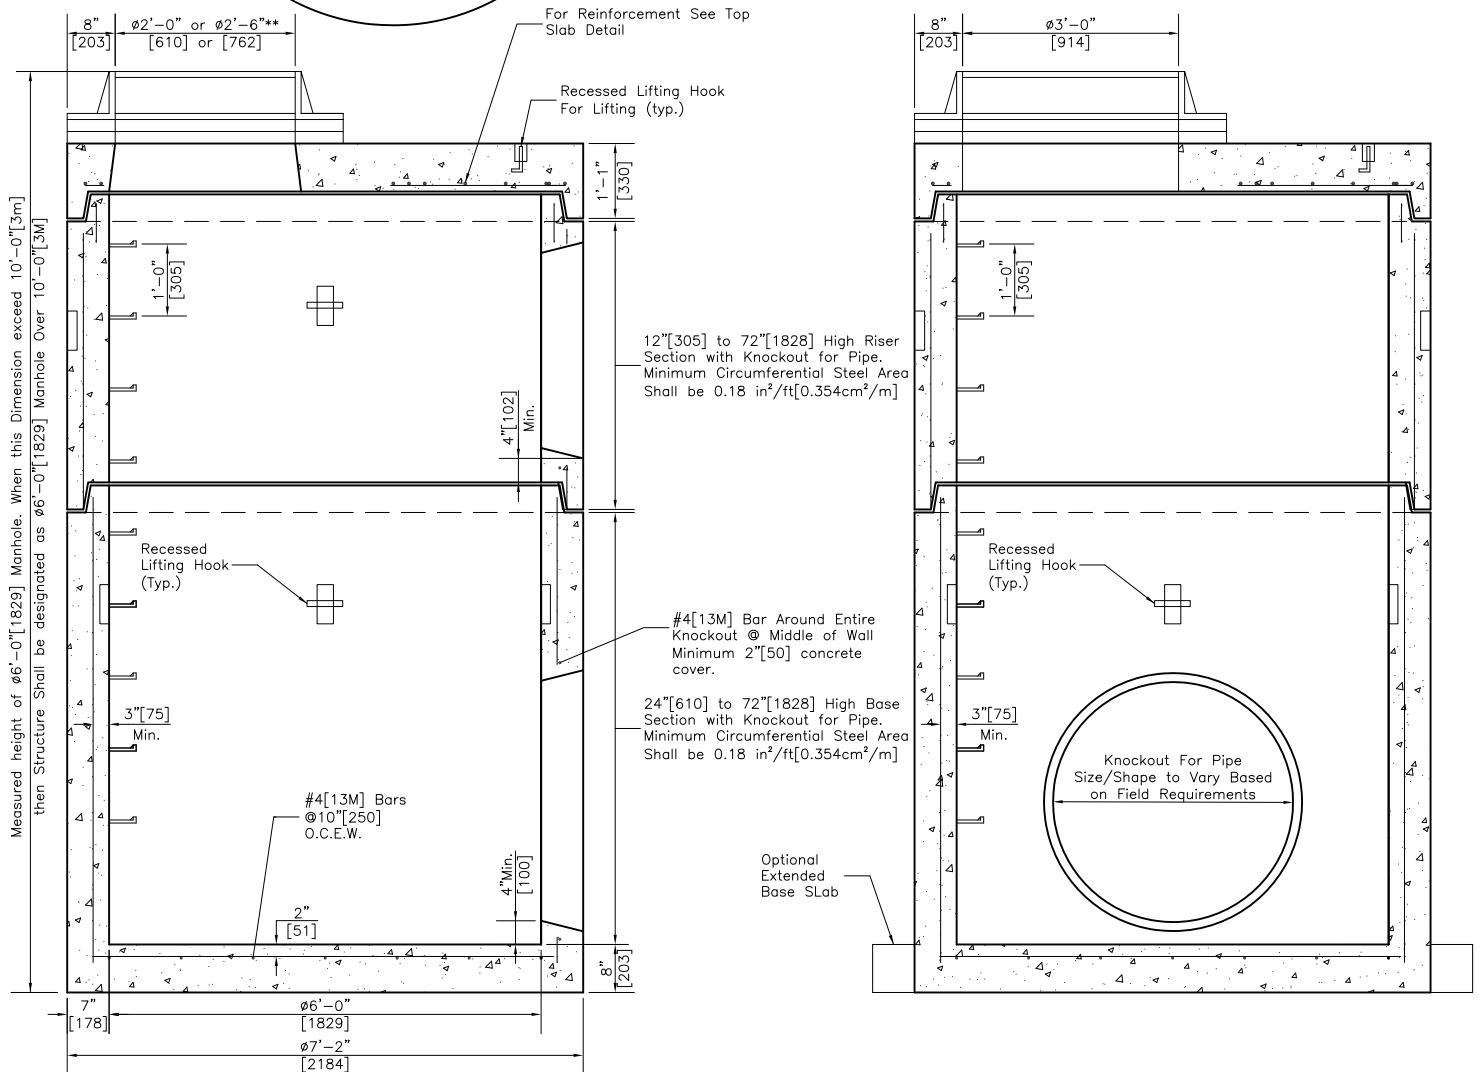 8"
[203]
ø2'-0" or ø2'-6"**
[610] or [762]
For Reinforcement See Top
Slab Detail
Recessed Lifting Hook
For Lifting (typ.)
1'-1"
[330]
Measured height of ø6'-0"[1829] Manhole. When this Dimension exceed 10'-0"[3m]
then Structure Shall be designated as ø6'-0"[1829] Manhole Over 10'-0"[3M]
1'-0"
[305]
12"[305] to 72"[1828] High Riser
Section with Knockout for Pipe.
Minimum Circumferential Steel Area
Shall be 0.18 in²/ft[0.354cm²/m]
4"[102]
Min.
Recessed
Lifting Hook
(Typ.)
#4[13M] Bar Around Entire
Knockout @ Middle of Wall
Minimum 2"[50] concrete
cover.
3"[75]
Min.
24"[610] to 72"[1828] High Base
Section with Knockout for Pipe.
Minimum Circumferential Steel Area
Shall be 0.18 in²/ft[0.354cm²/m]
#4[13M] Bars
@10"[250]
O.C.E.W.
4"Min.
[100]
2"
[51]
8"
[203]
7"
[178]
ø6'-0"
[1829]
ø7'-2"
[2184]
8"
[203]
ø3'-0"
[914]
1'-0"
[305]
Recessed
Lifting Hook
(Typ.)
3"[75]
Min.
Knockout For Pipe
Size/Shape to Vary Based
on Field Requirements
Optional
Extended
Base SLab